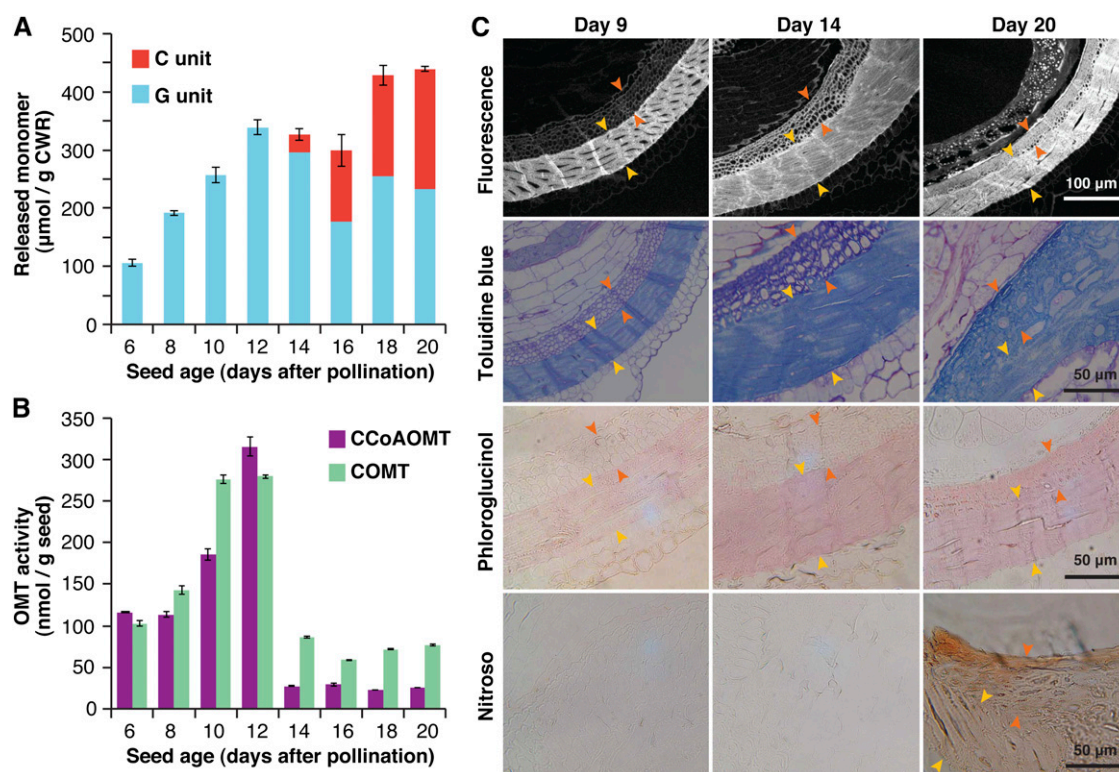 A
500
400
300
200
100
0
C unit
G unit
Released monomer
(µmol / g CWR)
6 8 10 12 14 16 18 20
Seed age (days after pollination)
B
350
300
250
200
150
100
50
0
CCoAOMT
COMT
OMT activity
(nmol / g seed)
6 8 10 12 14 16 18 20
Seed age (days after pollination)
C
Day 9 Day 14 Day 20
Fluorescence
100 µm
Toluidine blue
50 µm
Phloroglucinol
50 µm
Nitroso
50 µm